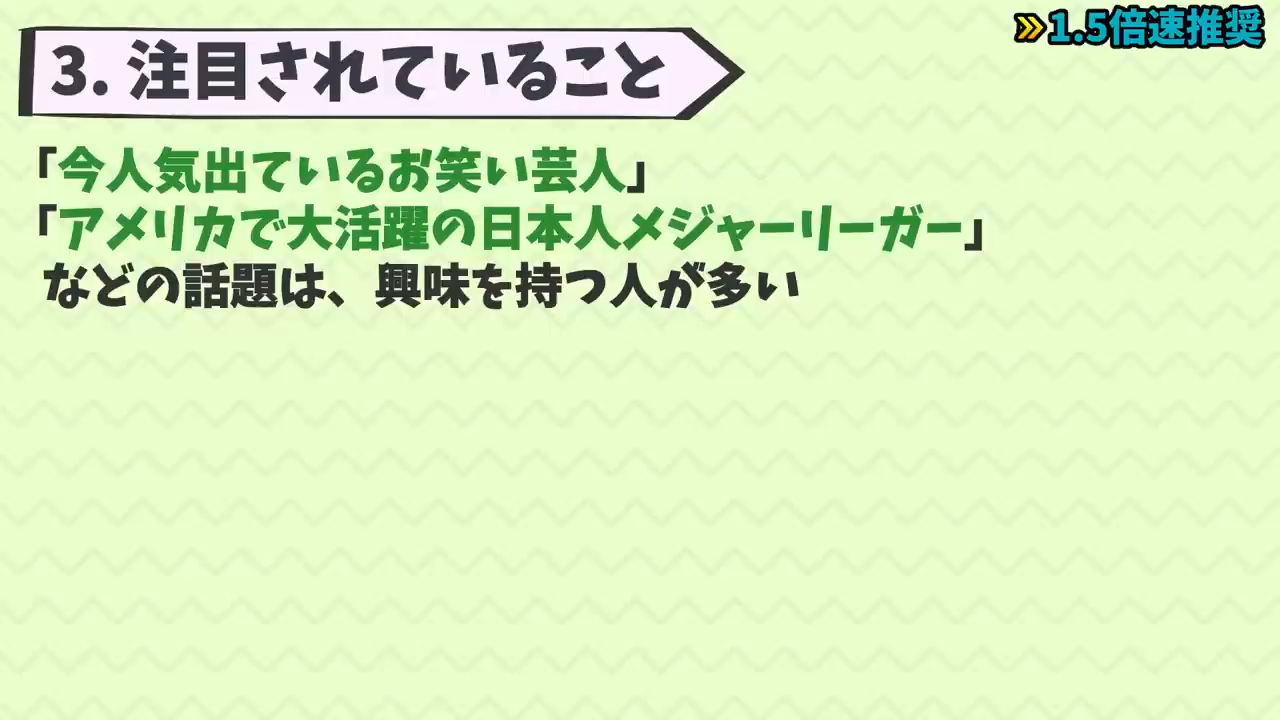 »1.5倍速推奨
3. 注目されていること
「今人気出ているお笑い芸人」
「アメリカで大活躍の日本人メジャーリーガー」
などの話題は、興味を持つ人が多い